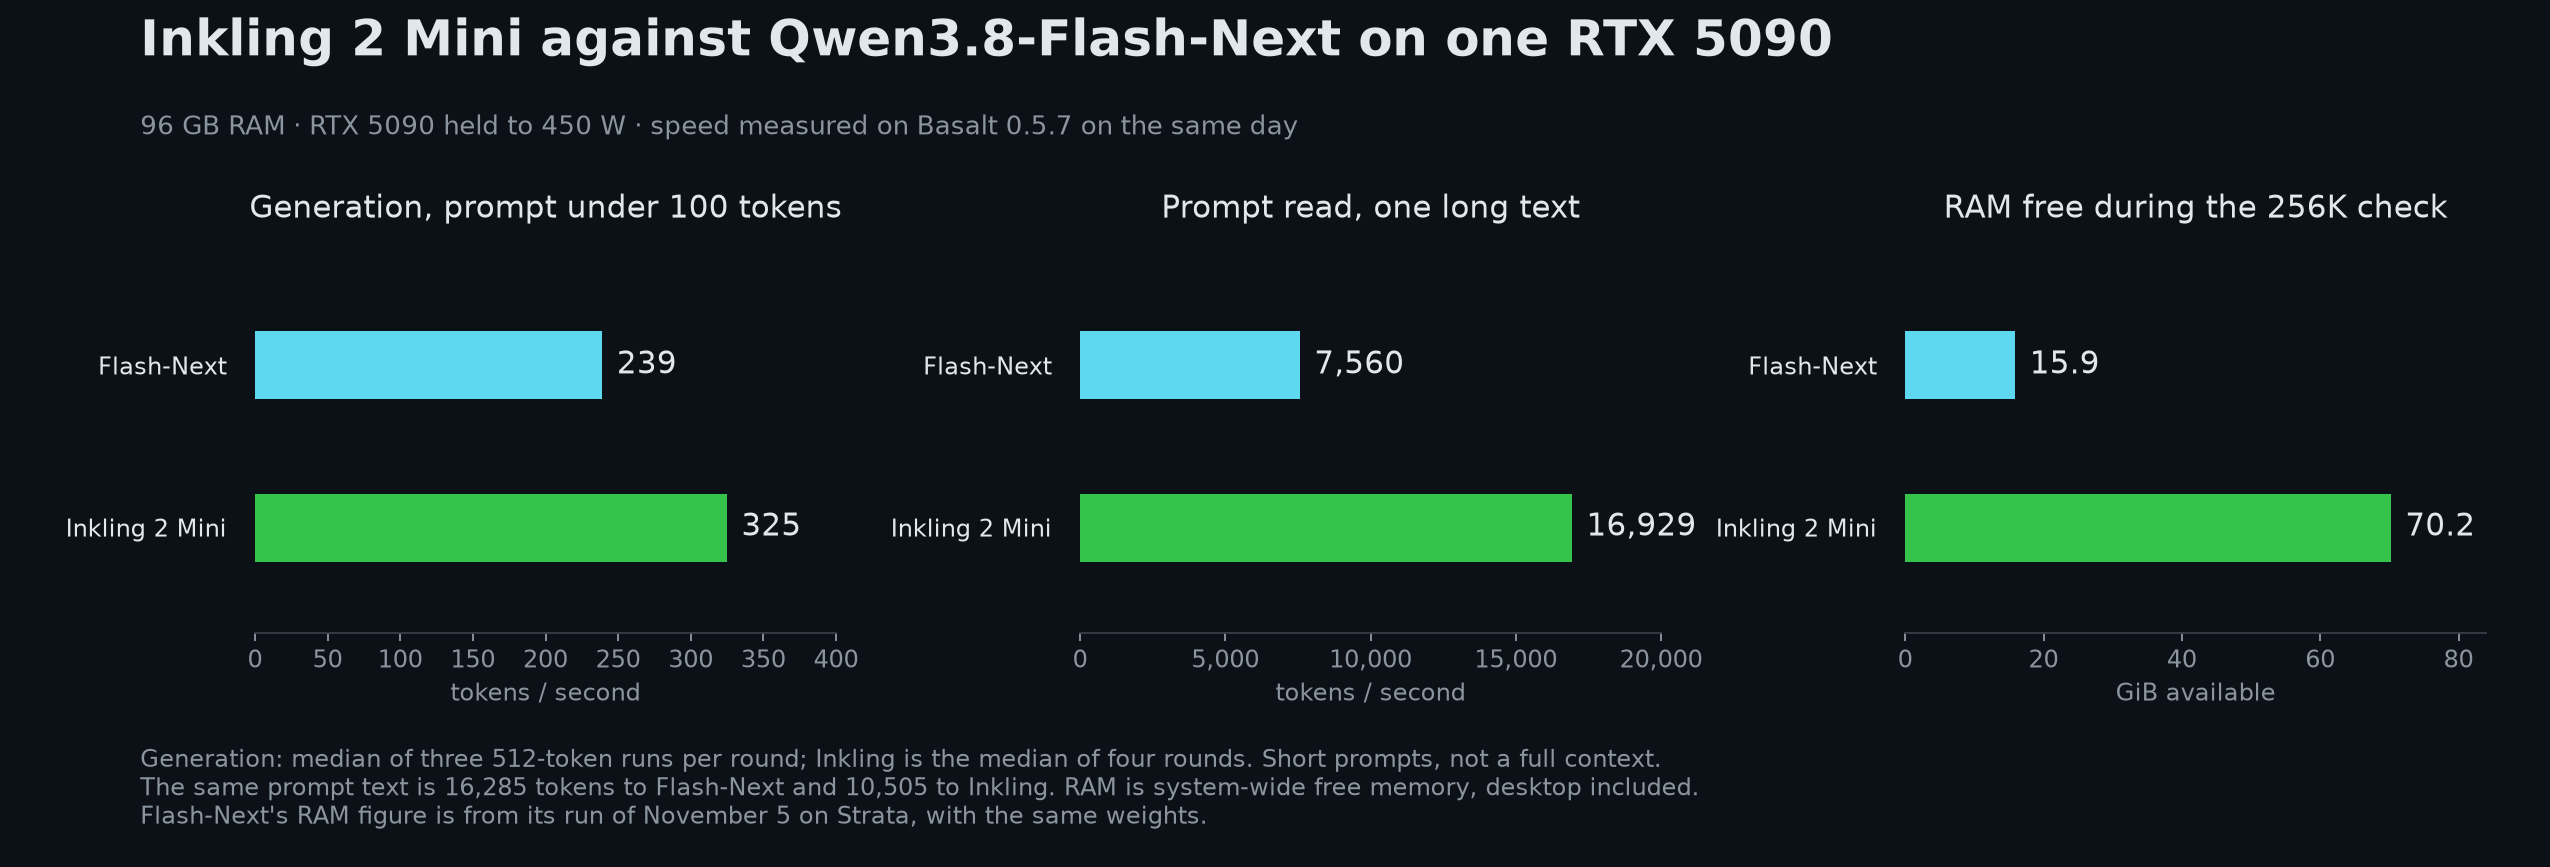 Inkling 2 Mini against Qwen3.8-Flash-Next on one RTX 5090
96 GB RAM · RTX 5090 held to 450 W · speed measured on Basalt 0.5.7 on the same day
Generation, prompt under 100 tokens
Flash-Next
239
Inkling 2 Mini
325
0 50 100 150 200 250 300 350 400
tokens / second
Prompt read, one long text
Flash-Next
7,560
Inkling 2 Mini
16,929
0 5,000 10,000 15,000 20,000
tokens / second
RAM free during the 256K check
Flash-Next
15.9
Inkling 2 Mini
70.2
0 20 40 60 80
GiB available
Generation: median of three 512-token runs per round; Inkling is the median of four rounds. Short prompts, not a full context.
The same prompt text is 16,285 tokens to Flash-Next and 10,505 to Inkling. RAM is system-wide free memory, desktop included.
Flash-Next's RAM figure is from its run of November 5 on Strata, with the same weights.